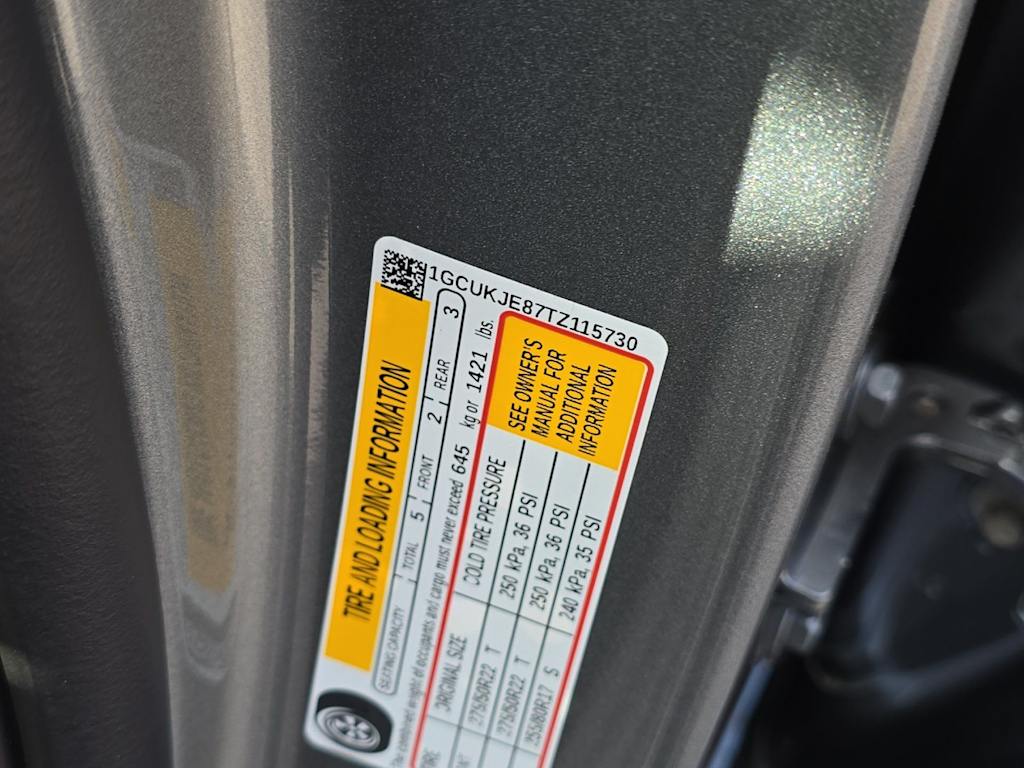 1GCUKJE87TZ115730
TIRE AND LOADING INFORMATION
SEATING CAPACITY TOTAL 5 FRONT 2 REAR 3
The combined weight of occupants and cargo must never exceed 645 kg or 1421 lbs.
ORIGINAL SIZE COLD TIRE PRESSURE
275/50R22 T 250 kPa, 36 PSI
275/50R22 T 250 kPa, 36 PSI
255/80R17 S 240 kPa, 35 PSI
SEE OWNER'S
MANUAL FOR
ADDITIONAL
INFORMATION